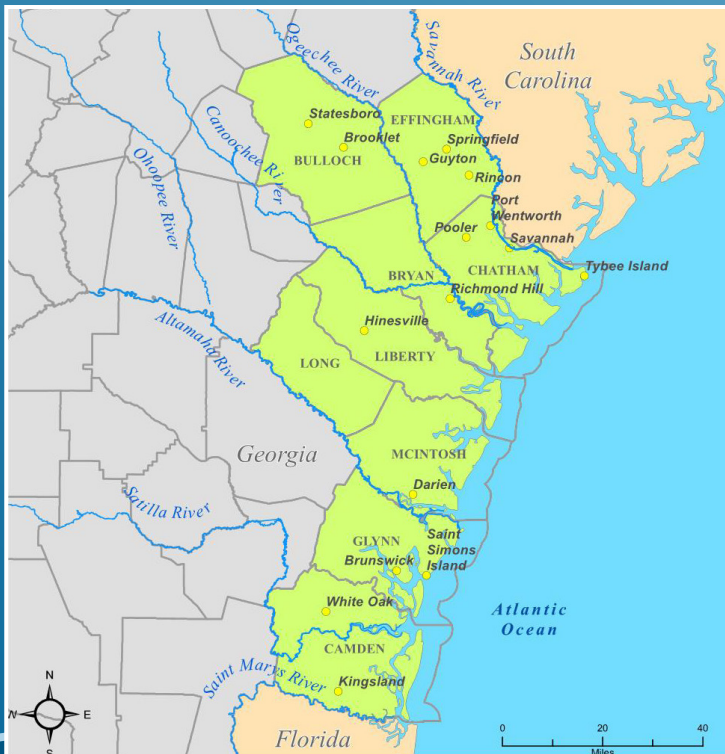 South
Carolina
Ogeechee River
Savannah River
Statesboro
EFFINGHAM
Canoochee River
Brooklet
Springfield
BULLOCH
Guyton
Ohoopee River
Rincon
Port
Wentworth
Pooler
Savannah
BRYAN
CHATHAM
Tybee Island
Richmond Hill
Altamaha River
Hinesville
LONG
LIBERTY
Georgia
MCINTOSH
Darien
Satilla River
GLYNN
Saint
Simons
Island
Brunswick
White Oak
Atlantic
Ocean
CAMDEN
Saint Marys River
Kingsland
N
W
E
S
Florida
0 20 40
Miles